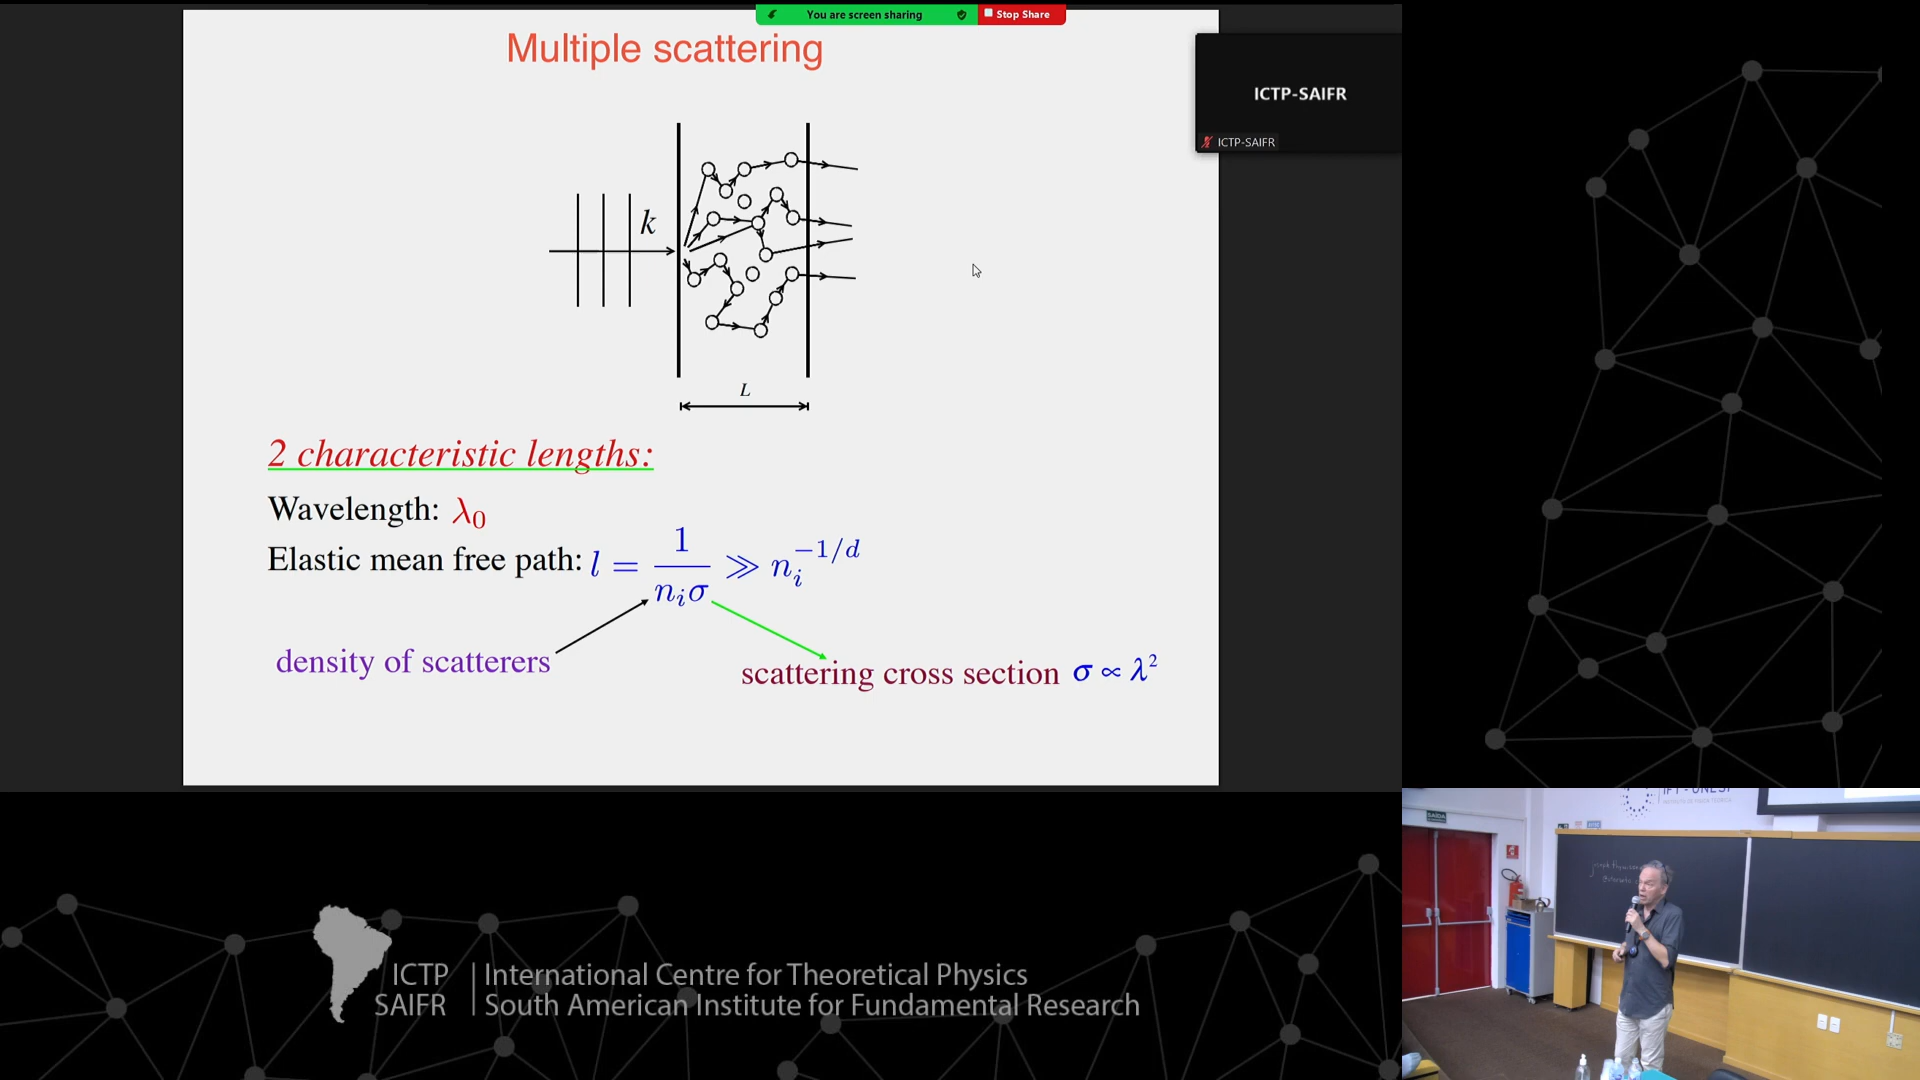 You are screen sharing
Stop Share
Multiple scattering
ICTP-SAIFR
ICTP-SAIFR
k
L
2 characteristic lengths:
Wavelength: λ₀
Elastic mean free path: l = 1/(nᵢσ) ≫ nᵢ^(−1/d)
density of scatterers
scattering cross section σ ∝ λ²
ICTP | International Centre for Theoretical Physics
SAIFR | South American Institute for Fundamental Research
SAÍDA